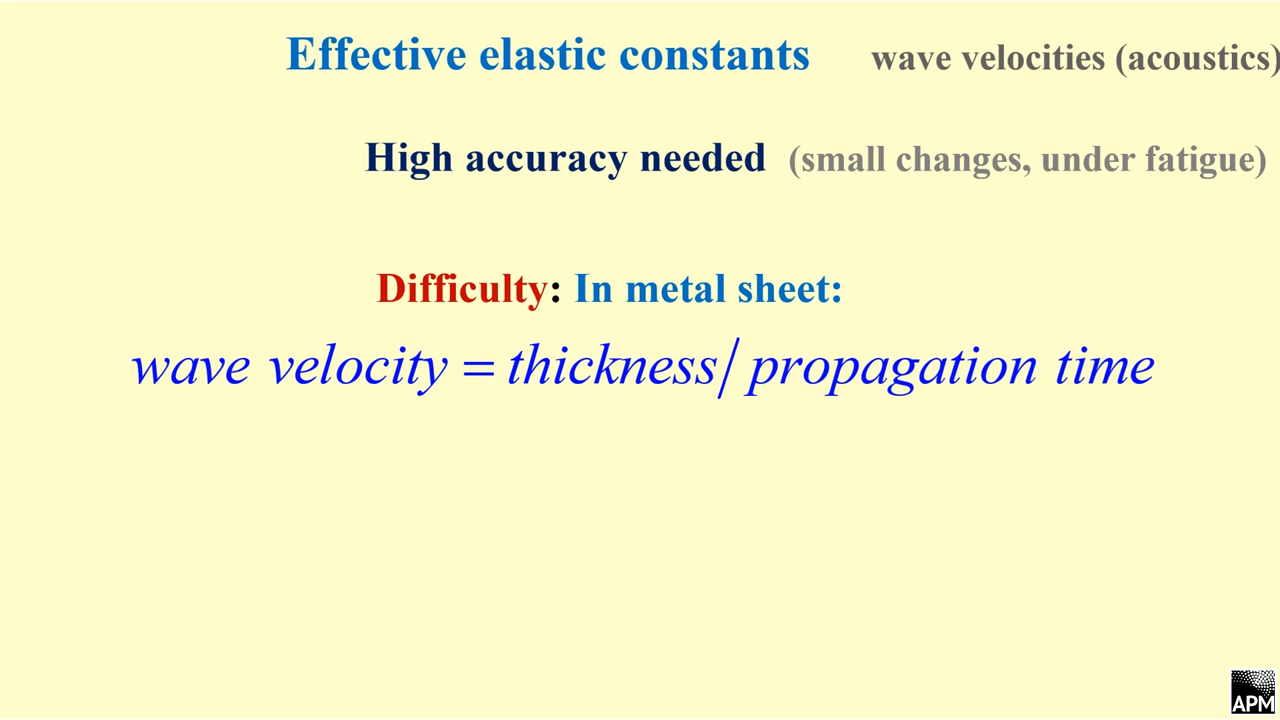 Effective elastic constants wave velocities (acoustics)
High accuracy needed (small changes, under fatigue)
Difficulty: In metal sheet:
wave velocity = thickness/ propagation time
APM